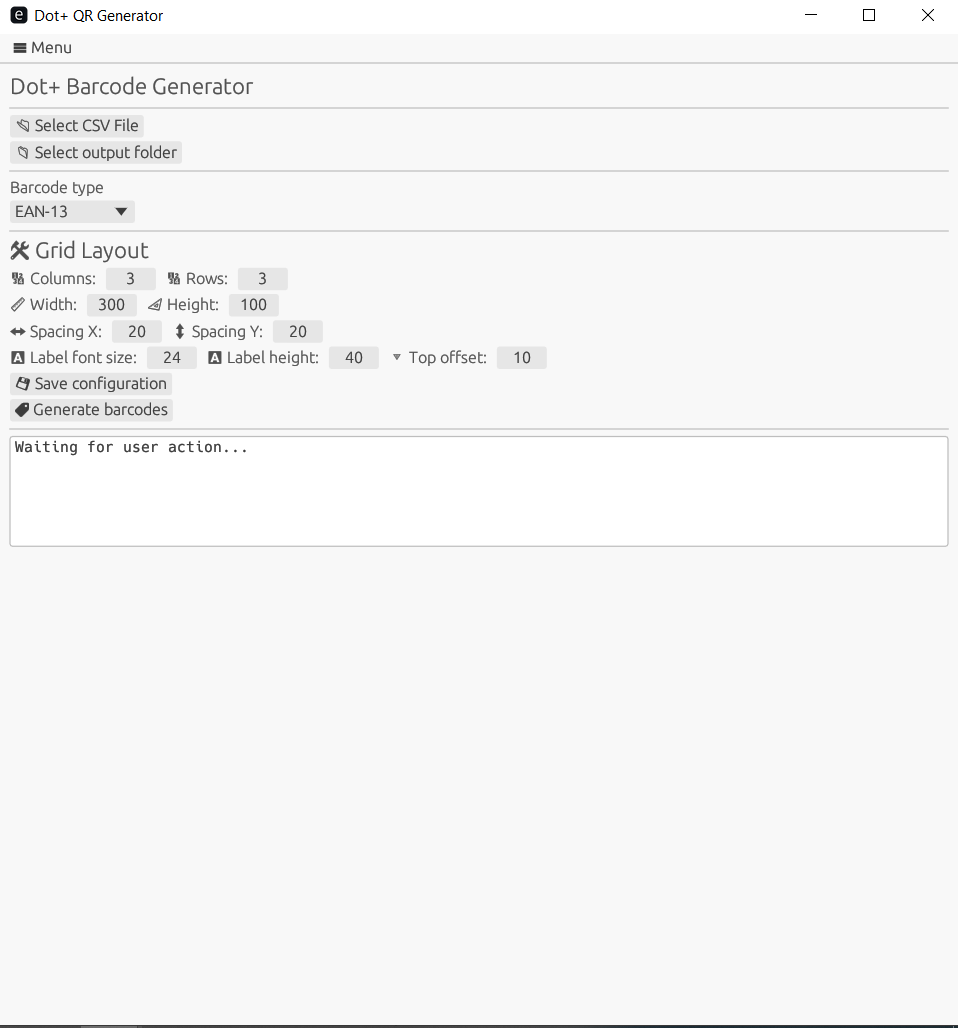 e Dot+ QR Generator
Menu
Dot+ Barcode Generator
Select CSV File
Select output folder
Barcode type
EAN-13
Grid Layout
Columns: 3 Rows: 3
Width: 300 Height: 100
Spacing X: 20 Spacing Y: 20
A Label font size: 24 A Label height: 40 Top offset: 10
Save configuration
Generate barcodes
Waiting for user action...